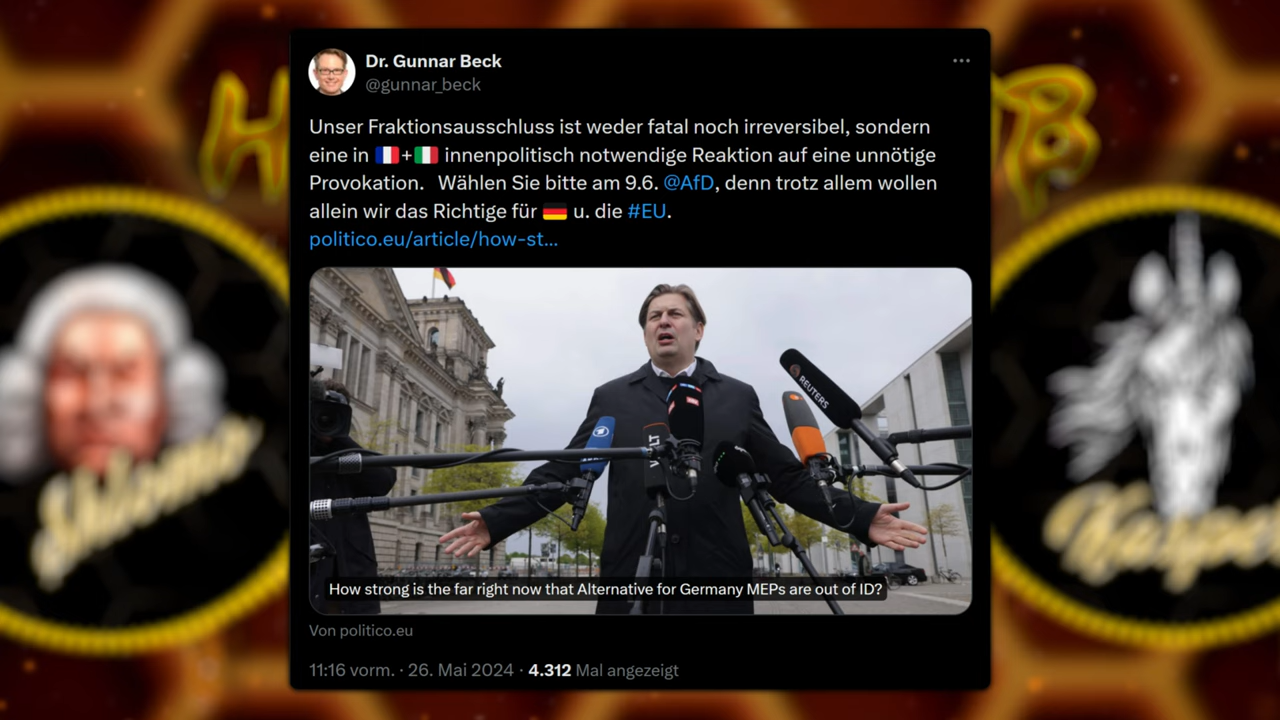 Dr. Gunnar Beck
@gunnar_beck
Unser Fraktionsausschluss ist weder fatal noch irreversibel, sondern
eine in 🇫🇷+🇮🇹 innenpolitisch notwendige Reaktion auf eine unnötige
Provokation. Wählen Sie bitte am 9.6. @AfD, denn trotz allem wollen
allein wir das Richtige für 🇩🇪 u. die #EU.
politico.eu/article/how-st...
REUTERS
WELT
How strong is the far right now that Alternative for Germany MEPs are out of ID?
Von politico.eu
11:16 vorm. · 26. Mai 2024 · 4.312 Mal angezeigt